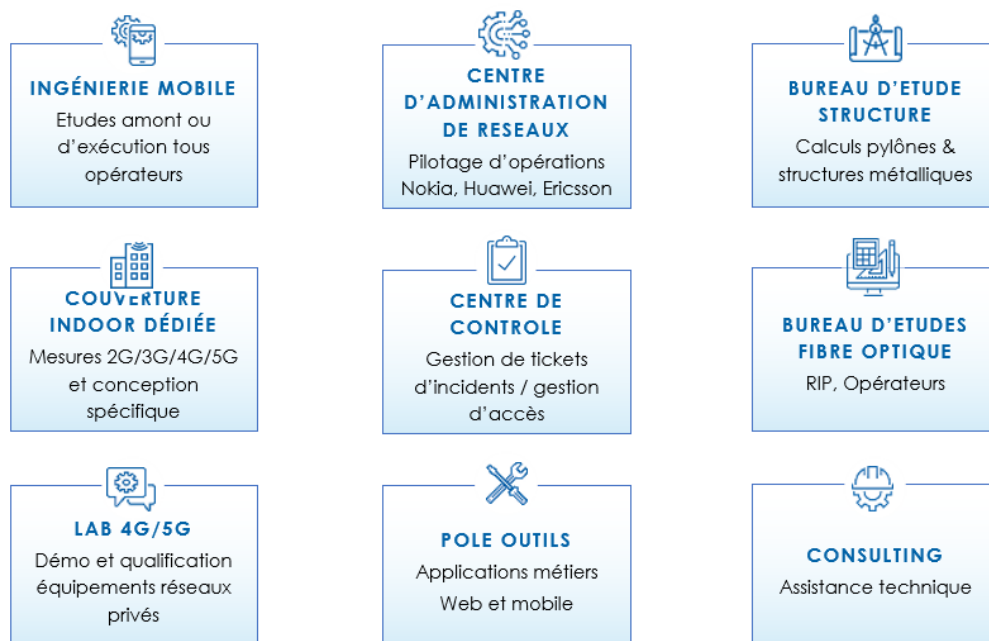 INGÉNIERIE MOBILE
Etudes amont ou
d'exécution tous
opérateurs
CENTRE
D'ADMINISTRATION
DE RESEAUX
Pilotage d'opérations
Nokia, Huawei, Ericsson
BUREAU D'ETUDE
STRUCTURE
Calculs pylônes &
structures métalliques
COUVERTURE
INDOOR DÉDIÉE
Mesures 2G/3G/4G/5G
et conception
spécifique
CENTRE DE
CONTROLE
Gestion de tickets
d'incidents / gestion
d'accès
BUREAU D'ETUDES
FIBRE OPTIQUE
RIP, Opérateurs
LAB 4G/5G
Démo et qualification
équipements réseaux
privés
POLE OUTILS
Applications métiers
Web et mobile
CONSULTING
Assistance technique